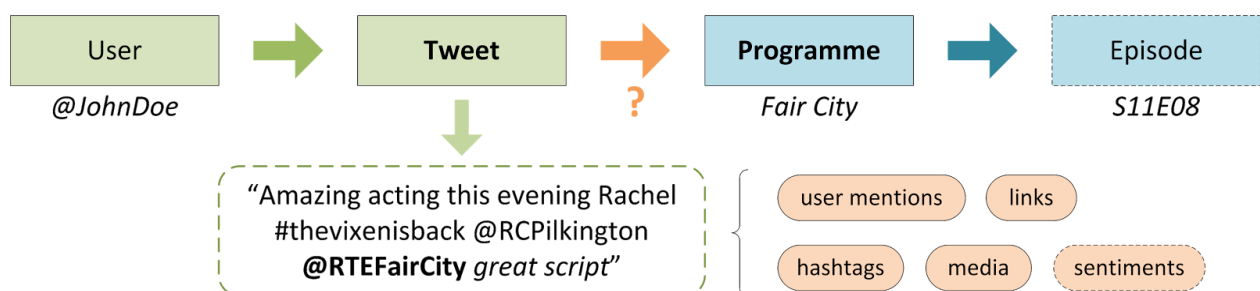 User
Tweet
Programme
Episode
@JohnDoe
?
Fair City
S11E08
“Amazing acting this evening Rachel
#thevixenisback @RCPilkington
@RTEFairCity great script”
user mentions
links
hashtags
media
sentiments